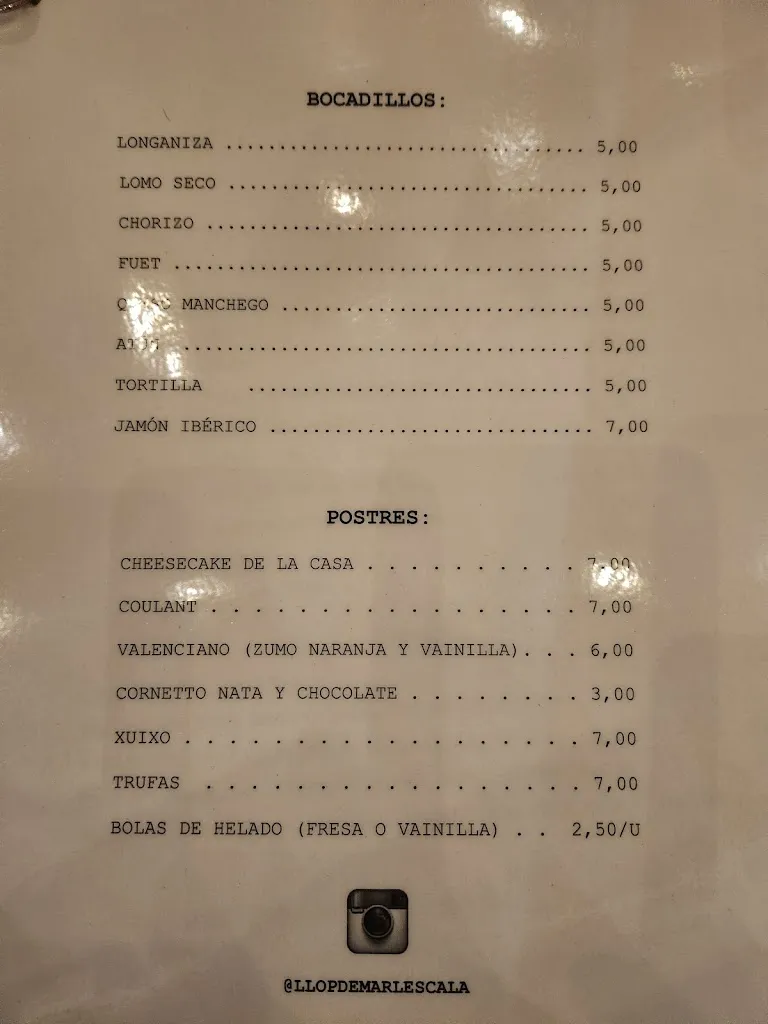 BOCADILLOS:
LONGANIZA .................................. 5,00
LOMO SECO .................................. 5,00
CHORIZO .................................... 5,00
FUET ....................................... 5,00
QUESO MANCHEGO ............................. 5,00
ATÚN ....................................... 5,00
TORTILLA ................................ 5,00
JAMÓN IBÉRICO .............................. 7,00
POSTRES:
CHEESECAKE DE LA CASA . . . . . . . . . . 7,00
COULANT . . . . . . . . . . . . . . . . 7,00
VALENCIANO (ZUMO NARANJA Y VAINILLA). . . 6,00
CORNETTO NATA Y CHOCOLATE . . . . . . . . 3,00
XUIXO . . . . . . . . . . . . . . . . . 7,00
TRUFAS . . . . . . . . . . . . . . . . 7,00
BOLAS DE HELADO (FRESA O VAINILLA) . . 2,50/U
@LLOPDEMARLESCALA